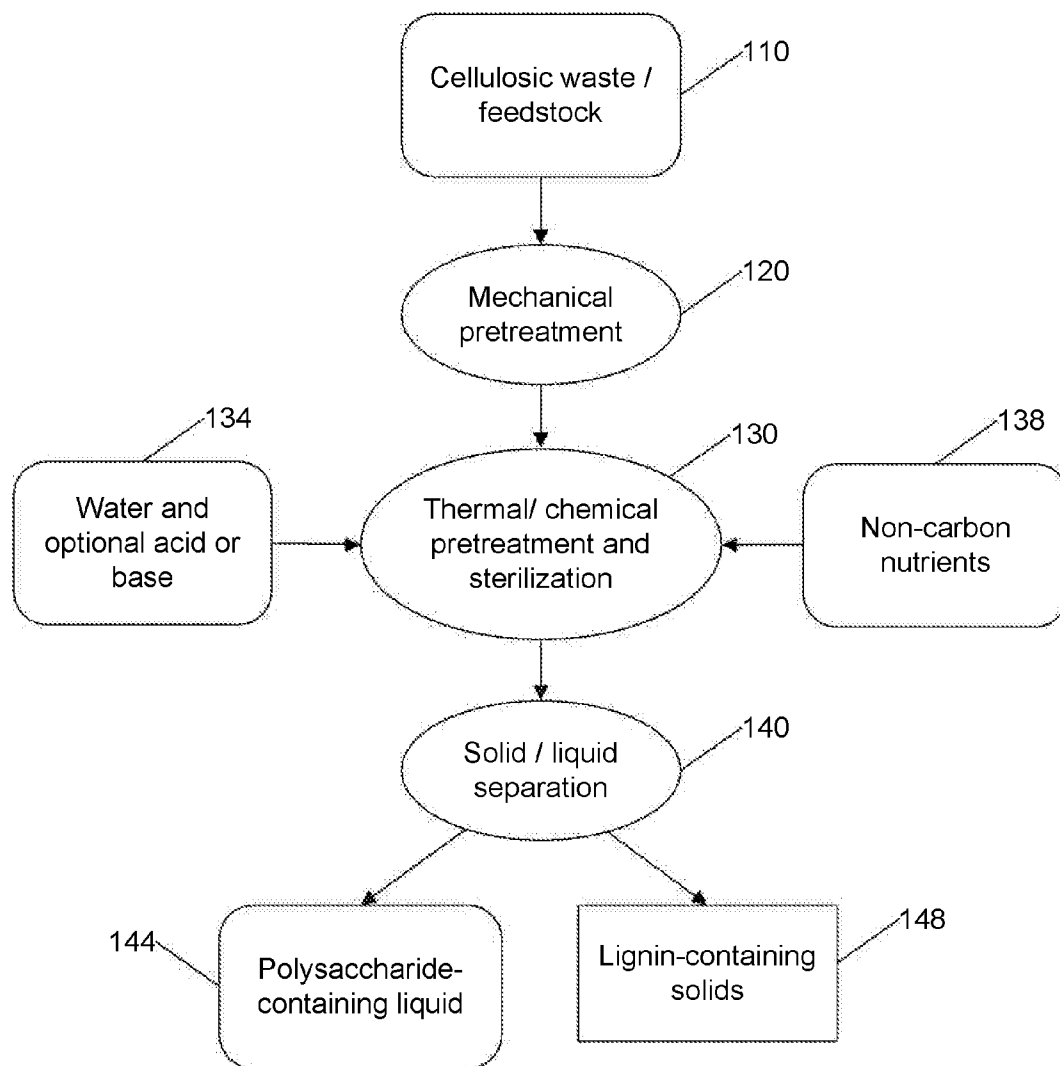 110
Cellulosic waste /
feedstock
120
Mechanical
pretreatment
134
130
138
Water and
optional acid or
base
Thermal/ chemical
pretreatment and
sterilization
Non-carbon
nutrients
140
Solid / liquid
separation
144
Polysaccharide-
containing liquid
148
Lignin-containing
solids